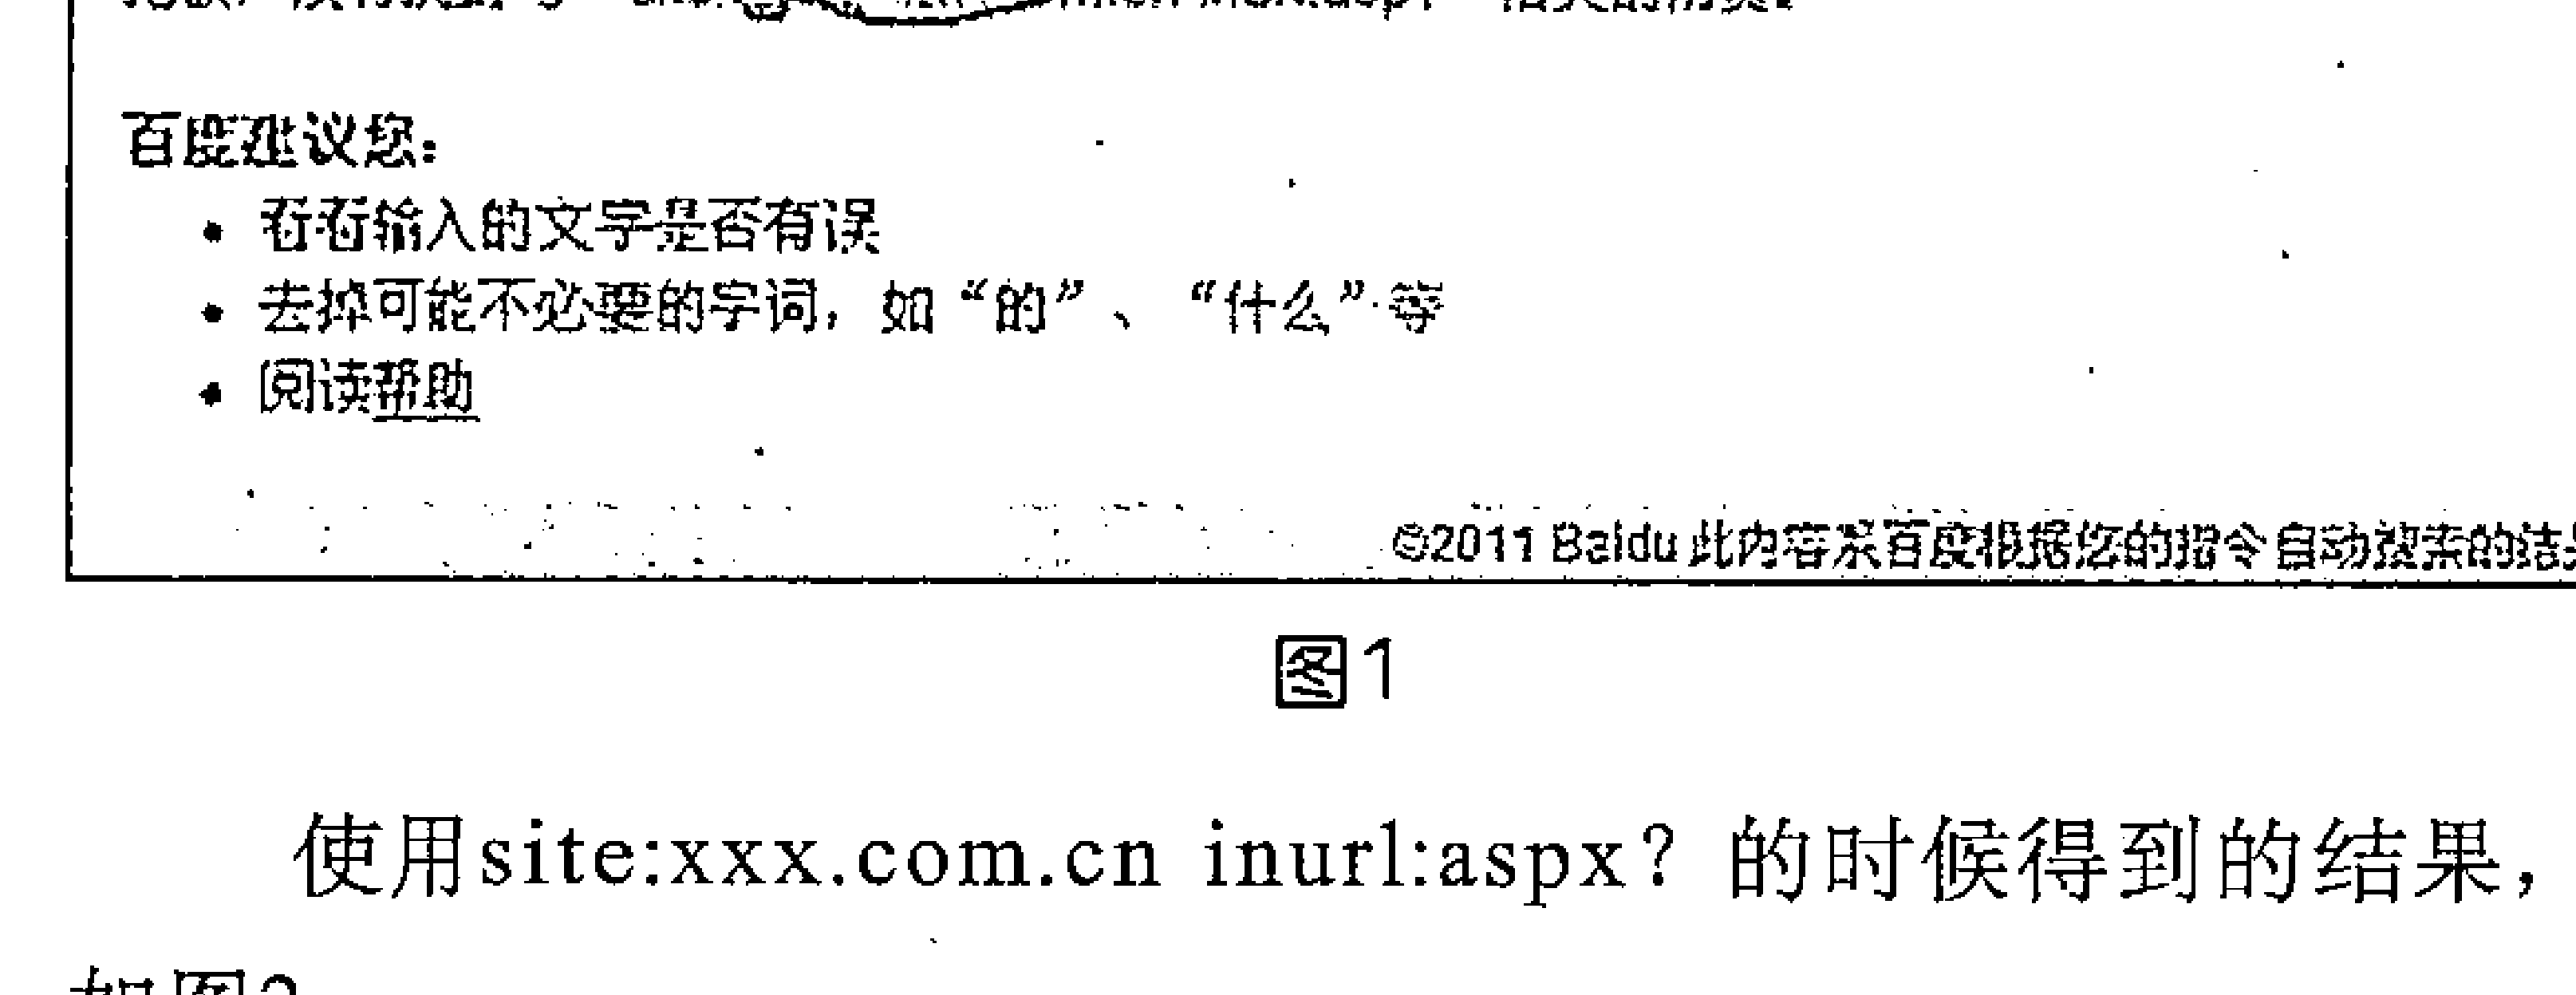 百度建议您:
• 看看输入的文字是否有误
• 去掉可能不必要的字词，如“的”、“什么”等
• 阅读帮助
©2011 Baidu 此内容系百度根据您的指令自动搜索的结果
图1
使用site:xxx.com.cn inurl:aspx? 的时候得到的结果，
如图2